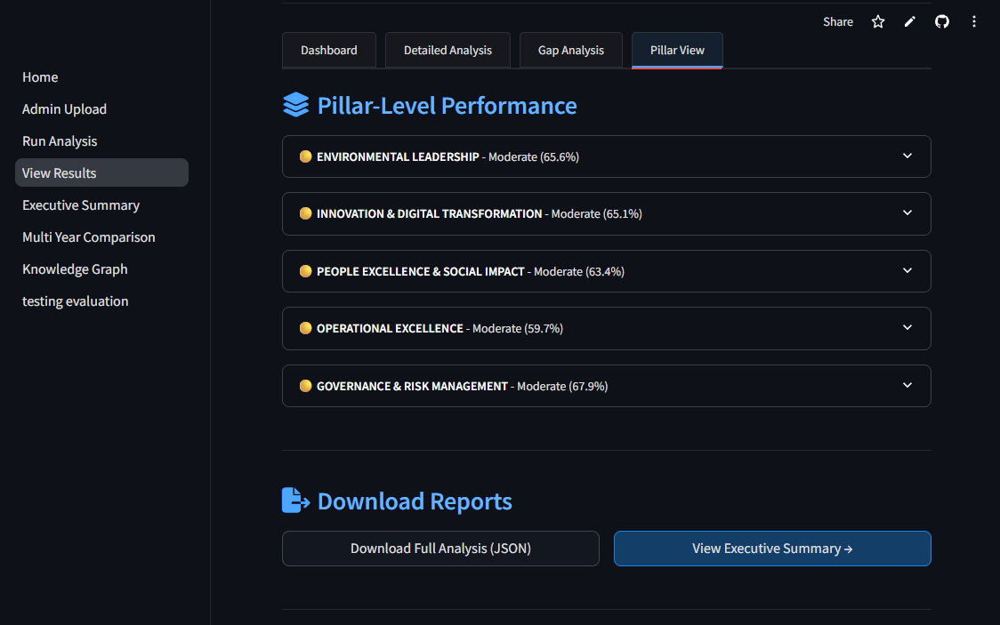 Share
Home
Admin Upload
Run Analysis
View Results
Executive Summary
Multi Year Comparison
Knowledge Graph
testing evaluation
Dashboard
Detailed Analysis
Gap Analysis
Pillar View
Pillar-Level Performance
ENVIRONMENTAL LEADERSHIP - Moderate (65.6%)
INNOVATION & DIGITAL TRANSFORMATION - Moderate (65.1%)
PEOPLE EXCELLENCE & SOCIAL IMPACT - Moderate (63.4%)
OPERATIONAL EXCELLENCE - Moderate (59.7%)
GOVERNANCE & RISK MANAGEMENT - Moderate (67.9%)
Download Reports
Download Full Analysis (JSON)
View Executive Summary →